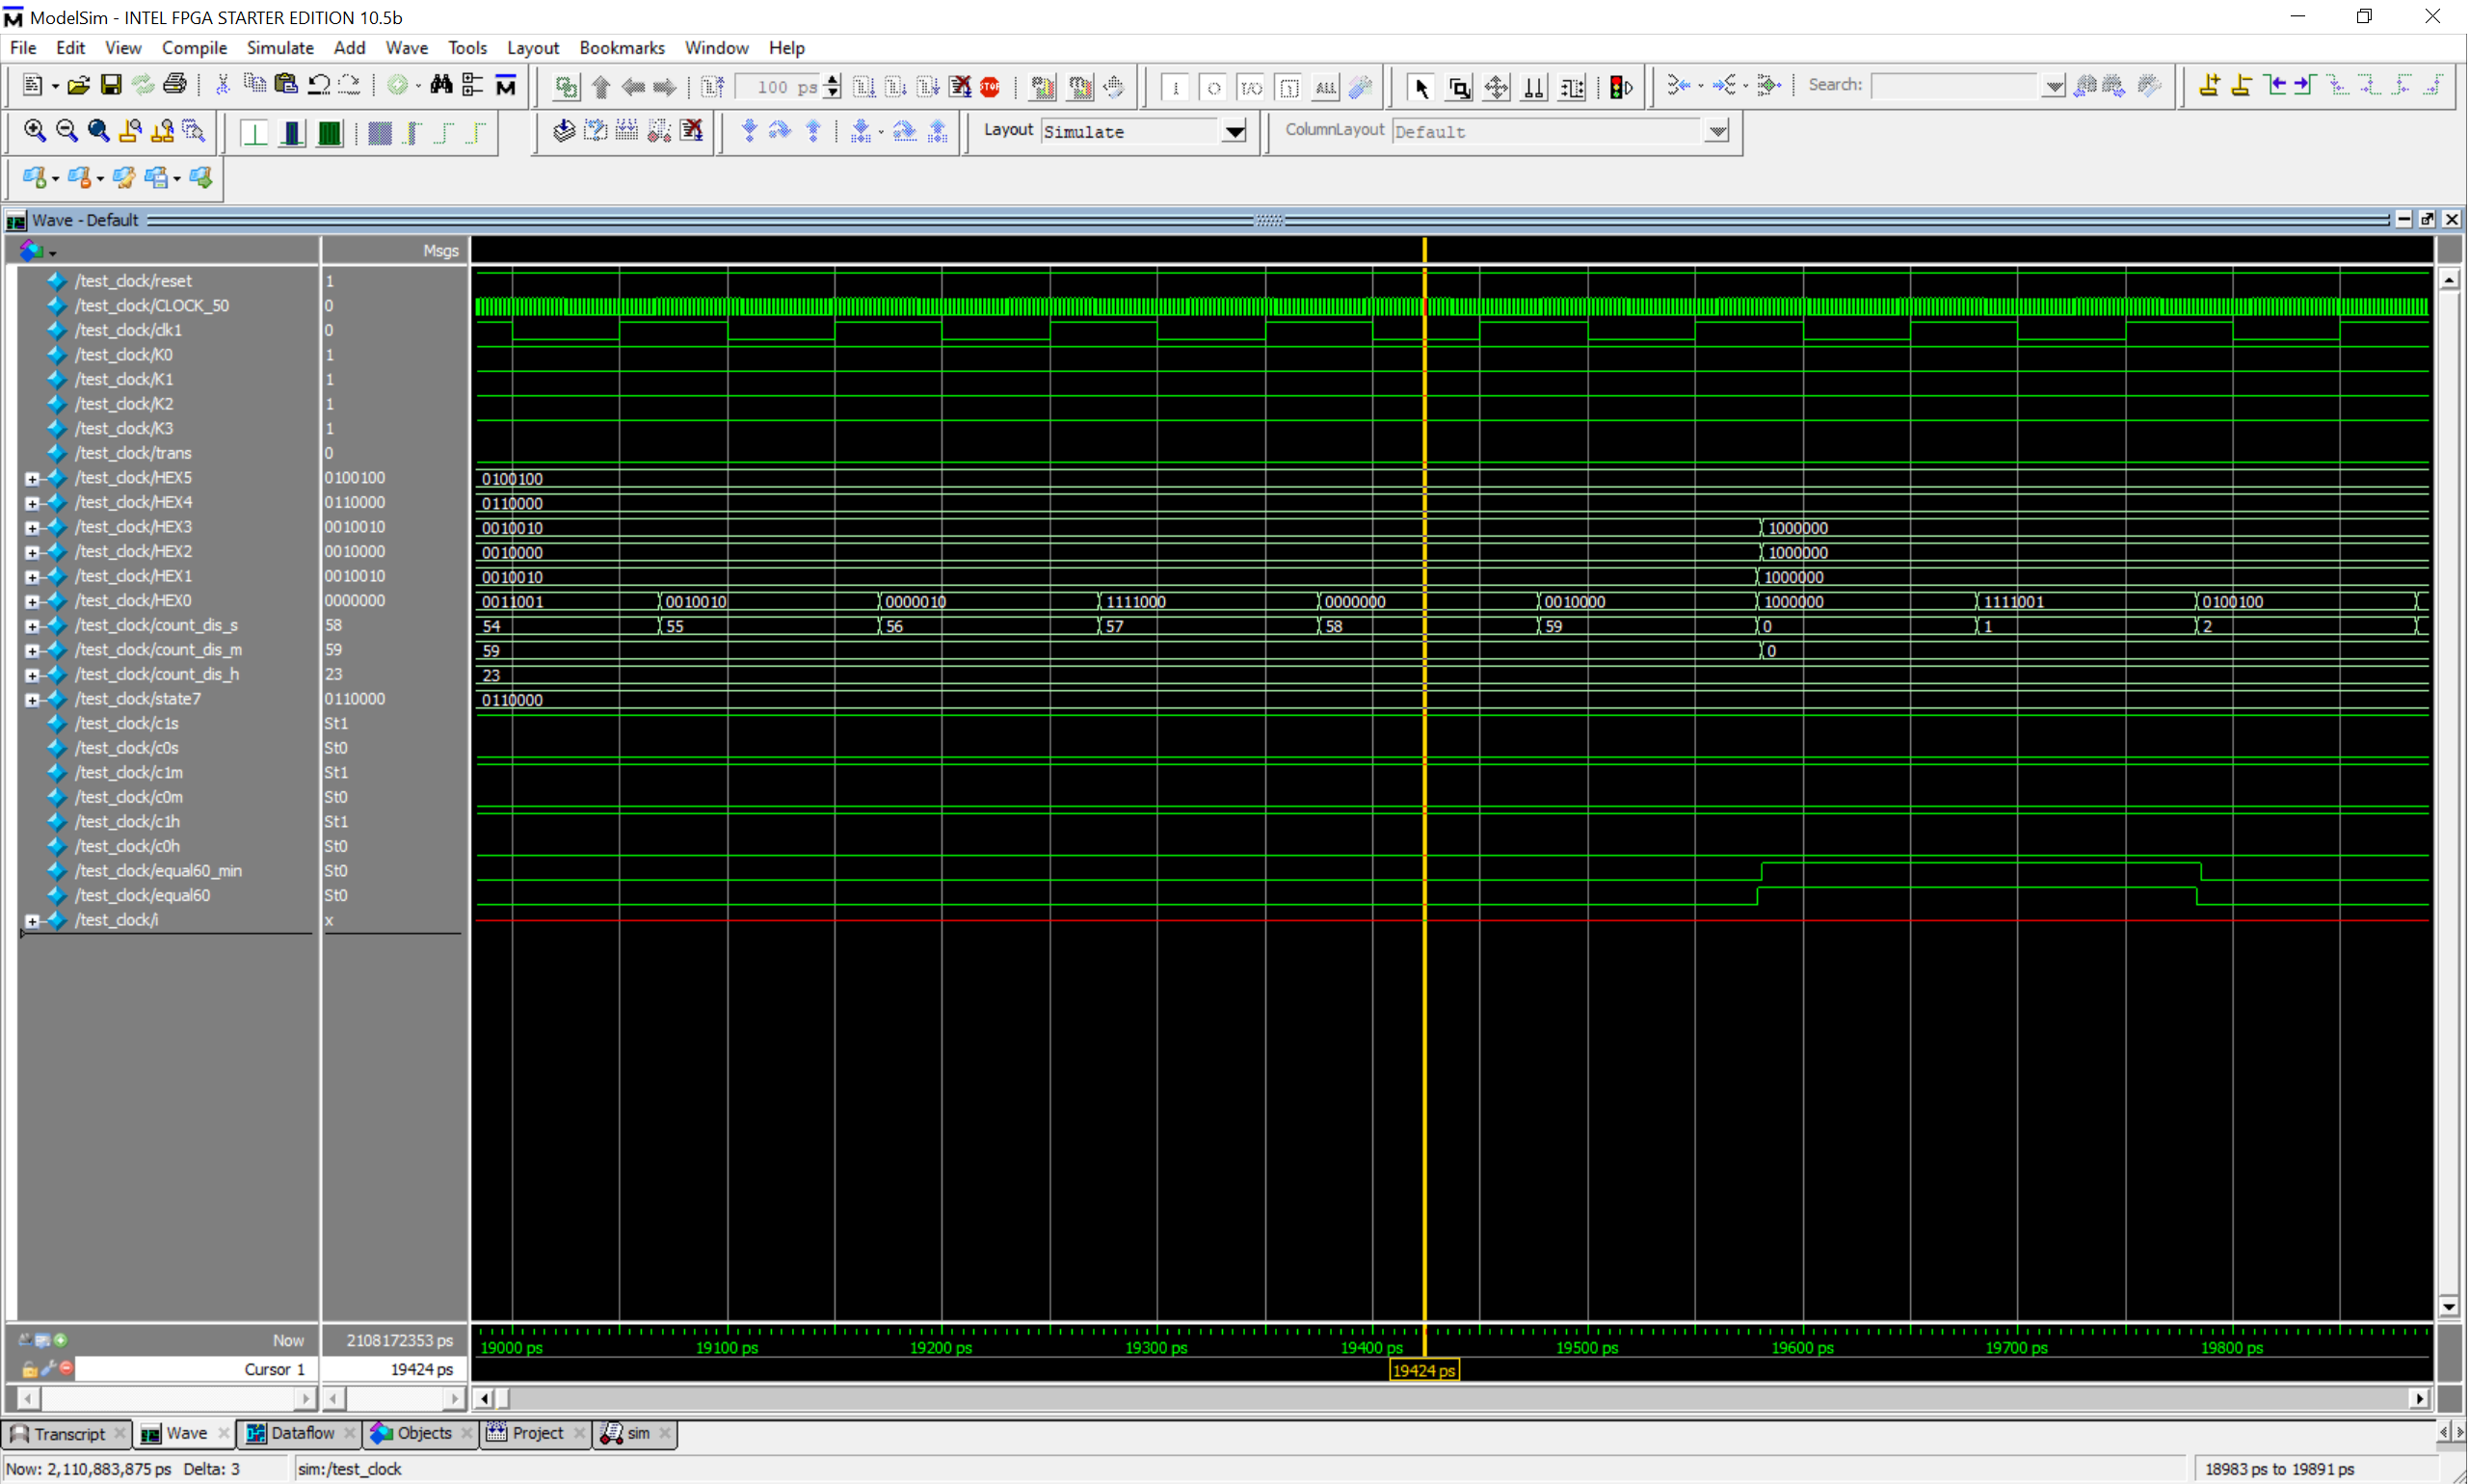 ModelSim - INTEL FPGA STARTER EDITION 10.5b
File Edit View Compile Simulate Add Wave Tools Layout Bookmarks Window Help
100 ps Search:
Layout Simulate ColumnLayout Default
Wave - Default
Msgs
/test_clock/reset 1
/test_clock/CLOCK_50 0
/test_clock/clk1 0
/test_clock/K0 1
/test_clock/K1 1
/test_clock/K2 1
/test_clock/K3 1
/test_clock/trans 0
/test_clock/HEX5 0100100 0100100
/test_clock/HEX4 0110000 0110000
/test_clock/HEX3 0010010 0010010 1000000
/test_clock/HEX2 0010000 0010000 1000000
/test_clock/HEX1 0010010 0010010 1000000
/test_clock/HEX0 0000000 0011001 0010010 0000010 1111000 0000000 0010000 1000000 1111001 0100100
/test_clock/count_dis_s 58 54 55 56 57 58 59 0 1 2
/test_clock/count_dis_m 59 59 0
/test_clock/count_dis_h 23 23
/test_clock/state7 0110000 0110000
/test_clock/c1s St1
/test_clock/c0s St0
/test_clock/c1m St1
/test_clock/c0m St0
/test_clock/c1h St1
/test_clock/c0h St0
/test_clock/equal60_min St0
/test_clock/equal60 St0
/test_clock/i x
Now 2108172353 ps 19000 ps 19100 ps 19200 ps 19300 ps 19400 ps 19500 ps 19600 ps 19700 ps 19800 ps
Cursor 1 19424 ps 19424 ps
Transcript Wave Dataflow Objects Project sim
Now: 2,110,883,875 ps Delta: 3 sim:/test_clock 18983 ps to 19891 ps